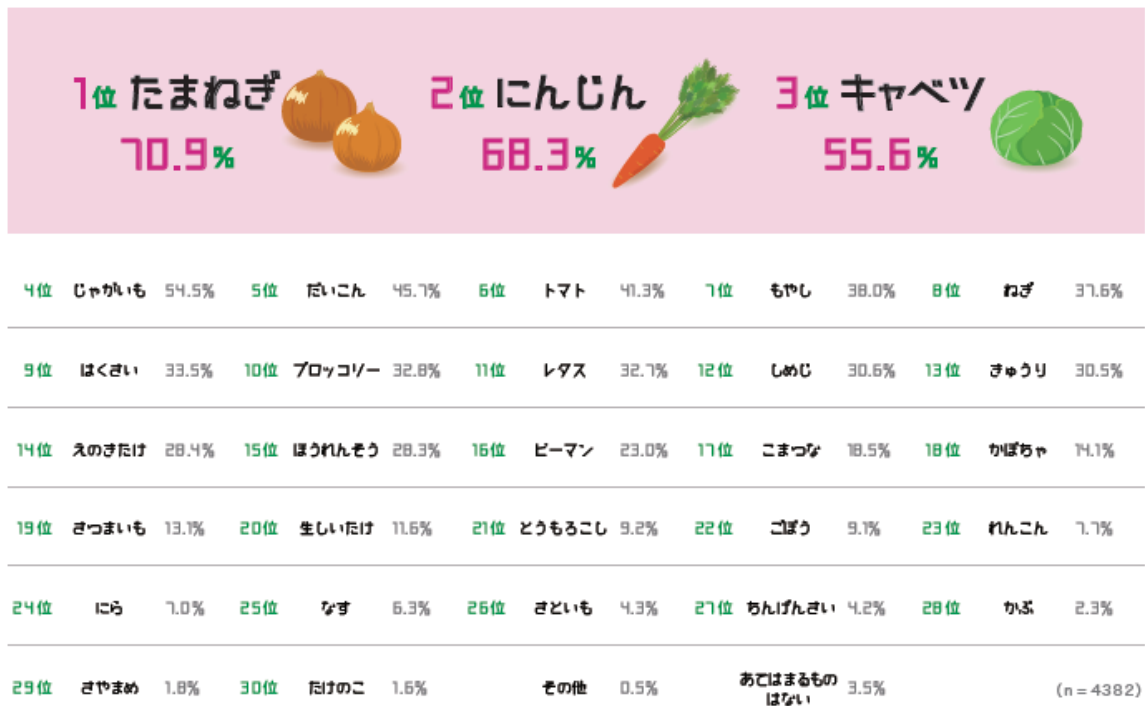 1位 たまねぎ 2位 にんじん 3位 キャベツ
70.9% 68.3% 55.6%
4位 じゃがいも 54.5% 5位 だいこん 45.7% 6位 トマト 41.3% 7位 もやし 38.0% 8位 ねぎ 37.6%
9位 はくさい 33.5% 10位 ブロッコリー 32.8% 11位 レタス 32.7% 12位 しめじ 30.6% 13位 きゅうり 30.5%
14位 えのきたけ 28.4% 15位 ほうれんそう 28.3% 16位 ピーマン 23.0% 17位 こまつな 18.5% 18位 かぼちゃ 14.1%
19位 さつまいも 13.1% 20位 生しいたけ 11.6% 21位 とうもろこし 9.2% 22位 ごぼう 9.1% 23位 れんこん 7.7%
24位 にら 7.0% 25位 なす 6.3% 26位 さといも 4.3% 27位 ちんげんさい 4.2% 28位 かぶ 2.3%
29位 さやまめ 1.8% 30位 たけのこ 1.6% その他 0.5% あてはまるもの
はない 3.5% (n=4382)